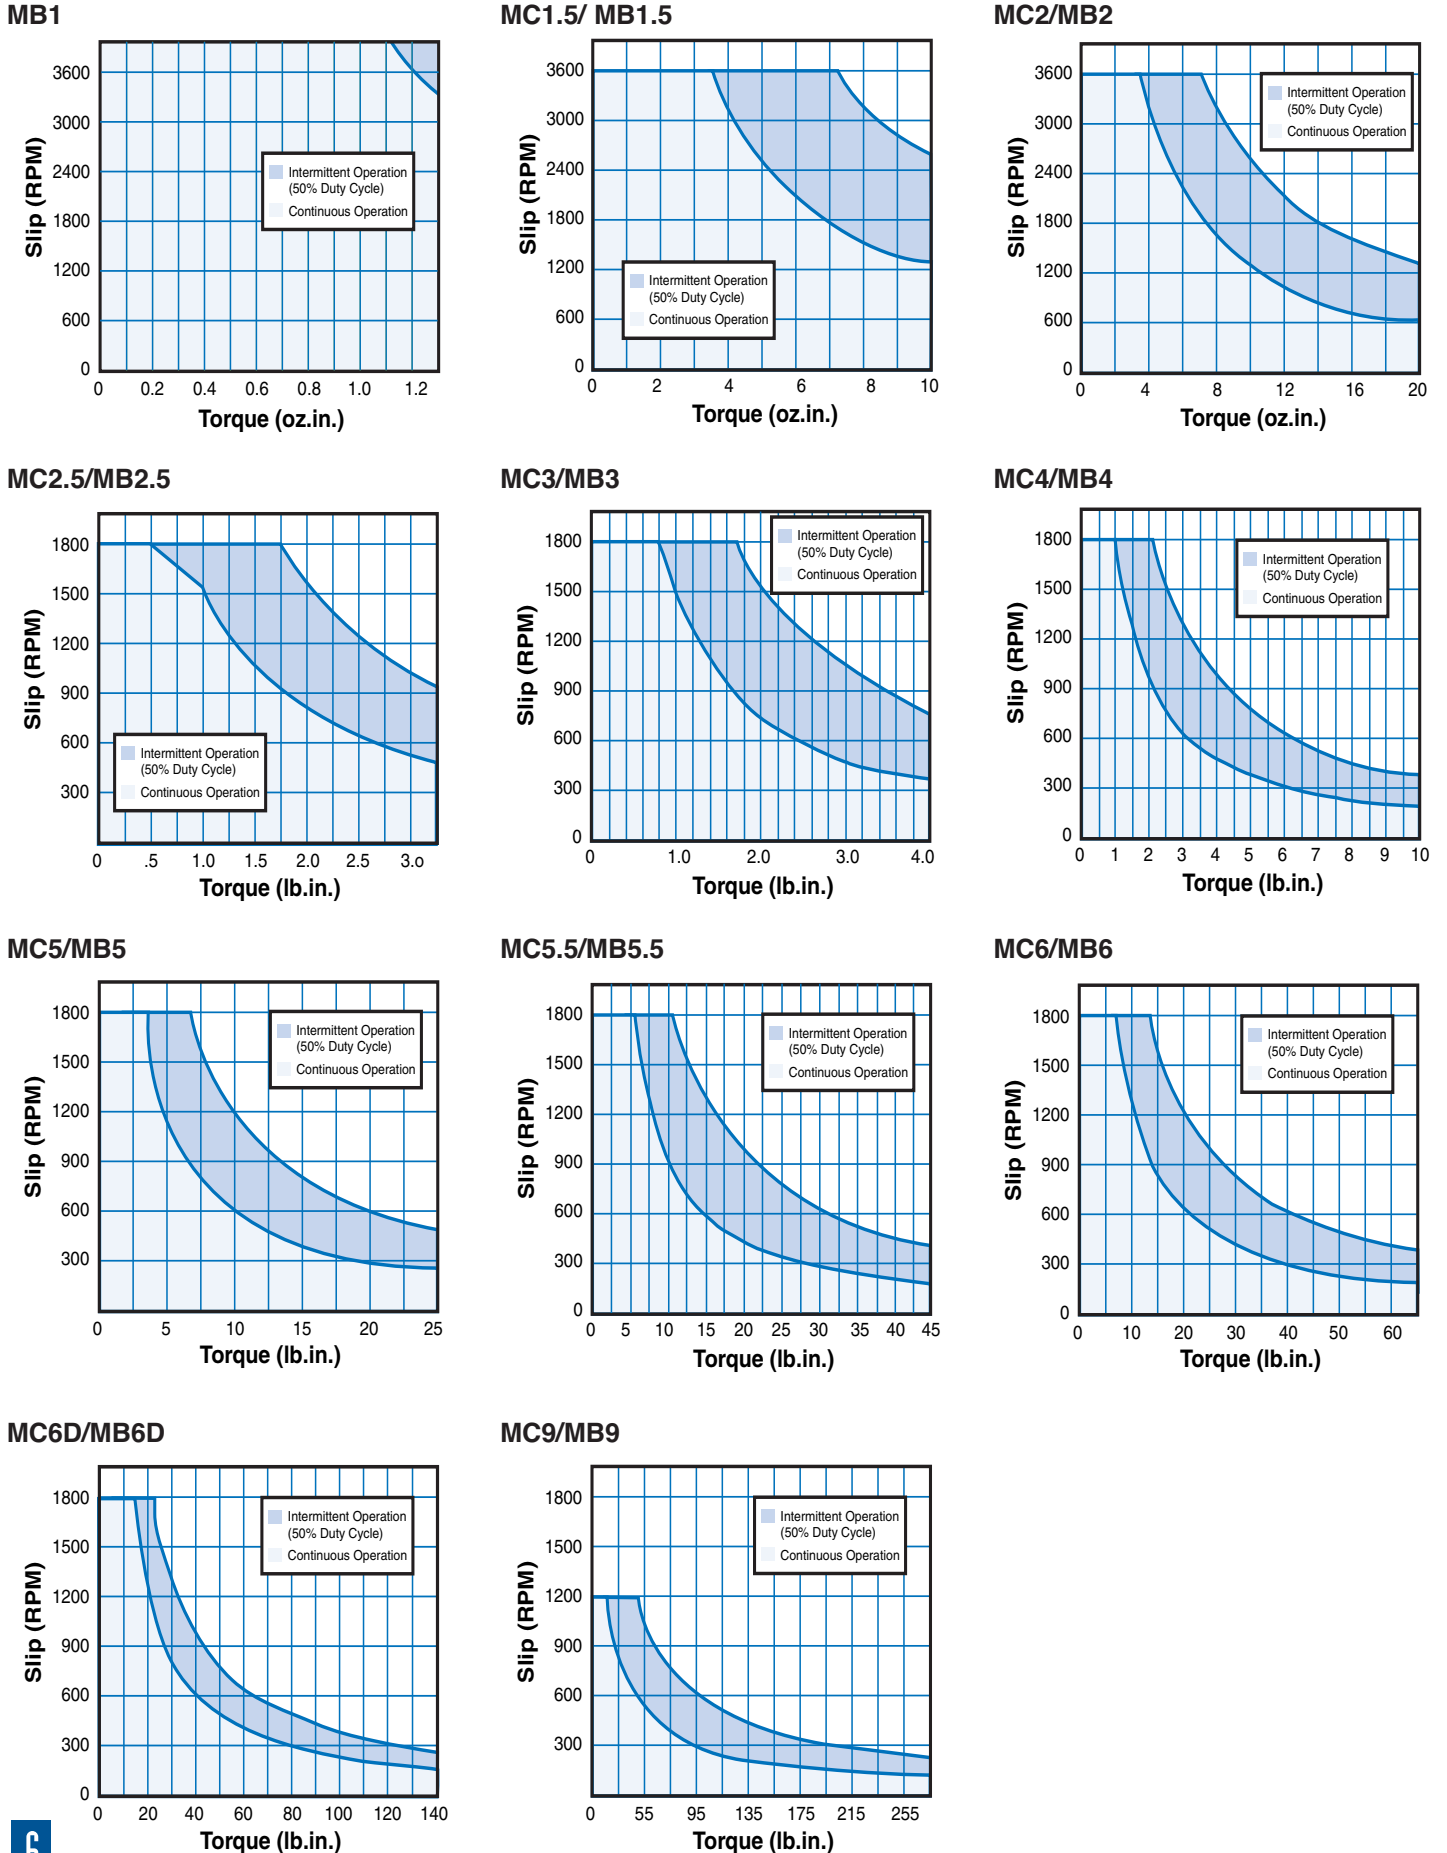 MB1
3600
3000
2400
1800
1200
600
0
Slip (RPM)
Intermittent Operation
(50% Duty Cycle)
Continuous Operation
0 0.2 0.4 0.6 0.8 1.0 1.2
Torque (oz.in.)
MC1.5/ MB1.5
3600
3000
2400
1800
1200
600
0
Slip (RPM)
Intermittent Operation
(50% Duty Cycle)
Continuous Operation
0 2 4 6 8 10
Torque (oz.in.)
MC2/MB2
3600
3000
2400
1800
1200
600
0
Slip (RPM)
Intermittent Operation
(50% Duty Cycle)
Continuous Operation
0 4 8 12 16 20
Torque (oz.in.)
MC2.5/MB2.5
1800
1500
1200
900
600
300
Slip (RPM)
Intermittent Operation
(50% Duty Cycle)
Continuous Operation
0 .5 1.0 1.5 2.0 2.5 3.0
Torque (lb.in.)
MC3/MB3
1800
1500
1200
900
600
300
0
Slip (RPM)
Intermittent Operation
(50% Duty Cycle)
Continuous Operation
0 1.0 2.0 3.0 4.0
Torque (lb.in.)
MC4/MB4
1800
1500
1200
900
600
300
0
Slip (RPM)
Intermittent Operation
(50% Duty Cycle)
Continuous Operation
0 1 2 3 4 5 6 7 8 9 10
Torque (lb.in.)
MC5/MB5
1800
1500
1200
900
600
300
Slip (RPM)
Intermittent Operation
(50% Duty Cycle)
Continuous Operation
0 5 10 15 20 25
Torque (lb.in.)
MC5.5/MB5.5
1800
1500
1200
900
600
300
0
Slip (RPM)
Intermittent Operation
(50% Duty Cycle)
Continuous Operation
0 5 10 15 20 25 30 35 40 45
Torque (lb.in.)
MC6/MB6
1800
1500
1200
900
600
300
0
Slip (RPM)
Intermittent Operation
(50% Duty Cycle)
Continuous Operation
0 10 20 30 40 50 60
Torque (lb.in.)
MC6D/MB6D
1800
1500
1200
900
600
300
0
Slip (RPM)
Intermittent Operation
(50% Duty Cycle)
Continuous Operation
0 20 40 60 80 100 120 140
Torque (lb.in.)
MC9/MB9
1800
1500
1200
900
600
300
Slip (RPM)
Intermittent Operation
(50% Duty Cycle)
Continuous Operation
0 55 95 135 175 215 255
Torque (lb.in.)